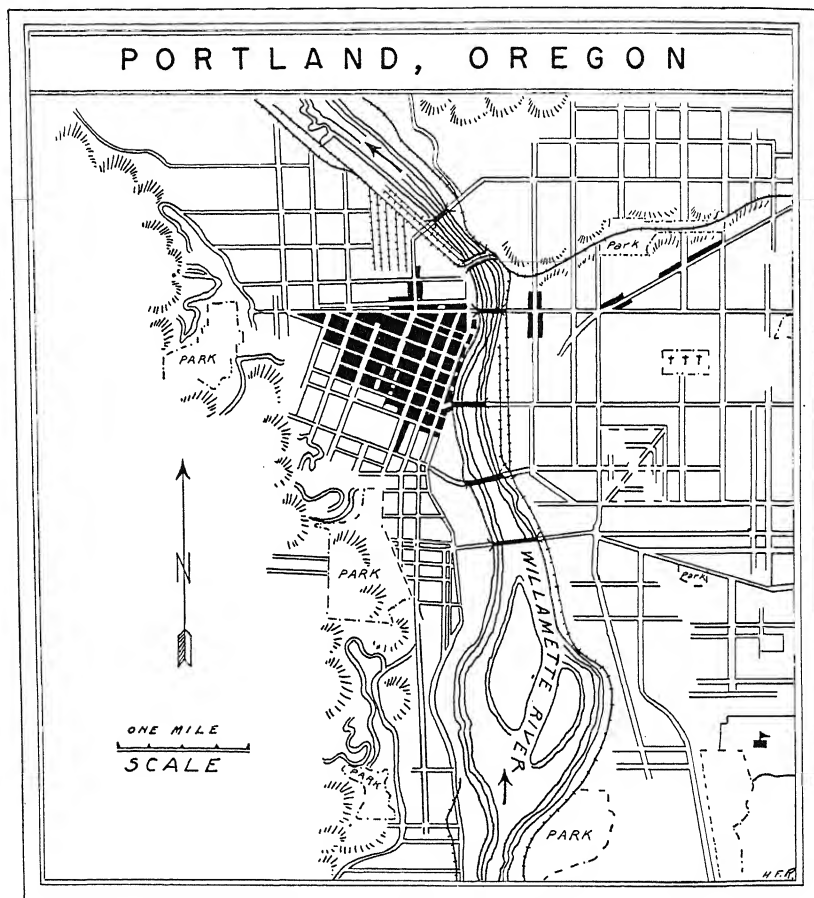 PORTLAND, OREGON
Park
PARK
N
PARK
Park
WILLAMETTE RIVER
ONE MILE
SCALE
PARK
PARK
H.F.R.